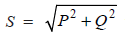 S = √(P² + Q²)